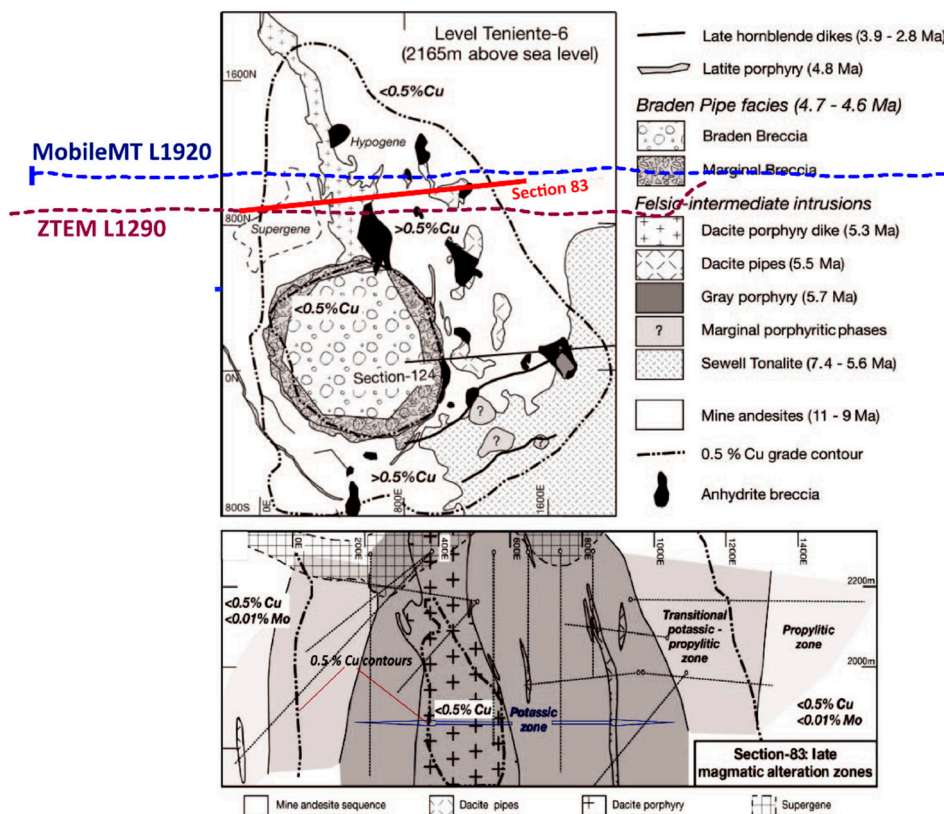 Level Teniente-6
(2165m above sea level)
1600N
<0.5%Cu
Hypogene
MobileMT L1920
Section 83
800N
ZTEM L1290
Supergene
>0.5%Cu
<0.5%Cu
Section-124
0N
?
?
?
>0.5%Cu
800S
0E
800E
1600E
Late hornblende dikes (3.9 - 2.8 Ma)
Latite porphyry (4.8 Ma)
Braden Pipe facies (4.7 - 4.6 Ma)
Braden Breccia
Marginal Breccia
Felsic-intermediate intrusions
Dacite porphyry dike (5.3 Ma)
Dacite pipes (5.5 Ma)
Gray porphyry (5.7 Ma)
?
Marginal porphyritic phases
Sewell Tonalite (7.4 - 5.6 Ma)
Mine andesites (11 - 9 Ma)
0.5 % Cu grade contour
Anhydrite breccia
0E
200E
400E
600E
800E
1000E
1200E
1400E
2200m
<0.5% Cu
<0.01% Mo
Transitional
potassic -
propylitic
zone
Propylitic
zone
0.5 % Cu contours
2000m
<0.5% Cu
Potassic
zone
<0.5% Cu
<0.01% Mo
Section-83: late
magmatic alteration zones
Mine andesite sequence
Dacite pipes
Dacite porphyry
Supergene